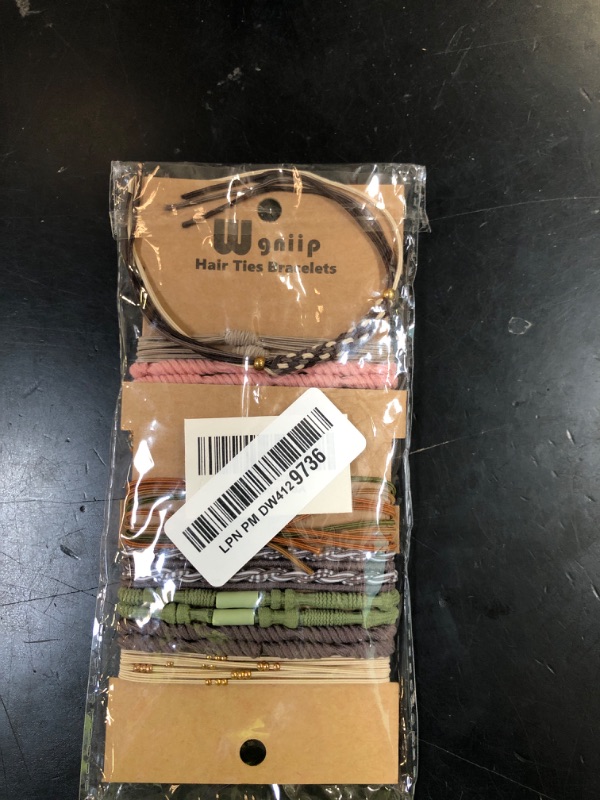 Wgniip
Hair Ties Bracelets
LPN PM DW4129736